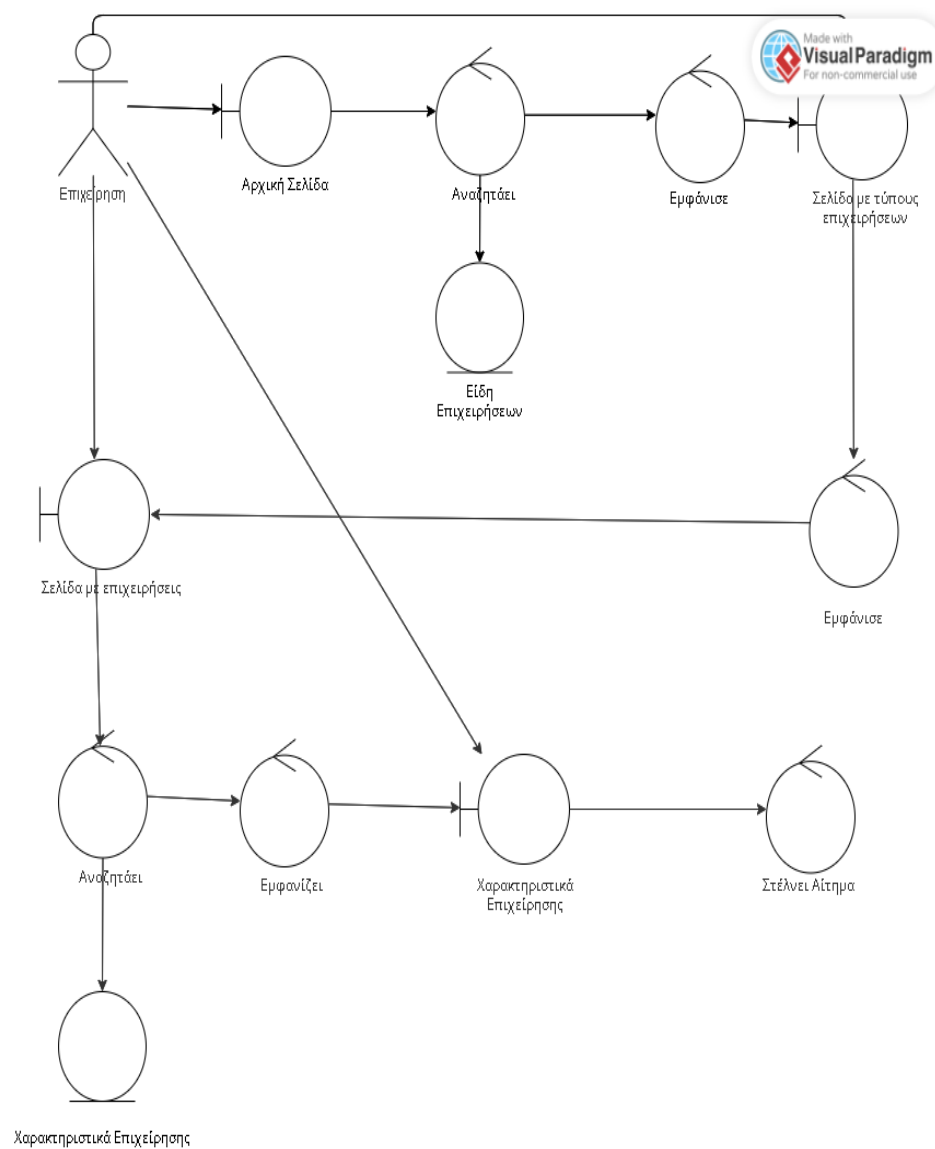 Made with
Visual Paradigm
For non-commercial use
Επιχείρηση
Αρχική Σελίδα
Αναζητάει
Εμφάνισε
Σελίδα με τύπους
επιχειρήσεων
Είδη
Επιχειρήσεων
Σελίδα με επιχειρήσεις
Εμφάνισε
Αναζητάει
Εμφανίζει
Χαρακτηριστικά
Επιχείρησης
Στέλνει Αίτημα
Χαρακτηριστικά Επιχείρησης